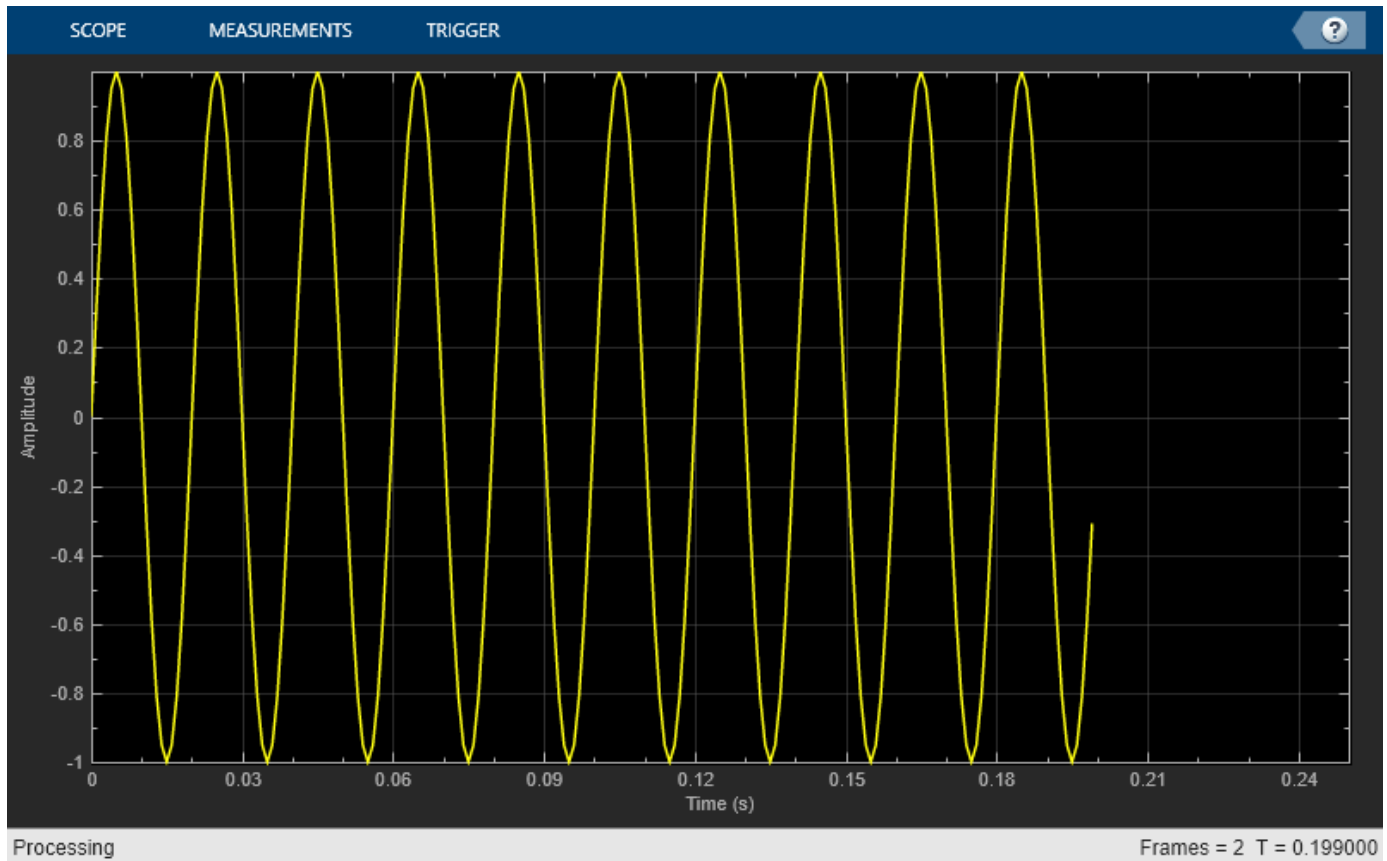 SCOPE MEASUREMENTS TRIGGER ?
0.8
0.6
0.4
0.2
0
-0.2
-0.4
-0.6
-0.8
-1
Amplitude
0 0.03 0.06 0.09 0.12 0.15 0.18 0.21 0.24
Time (s)
Processing Frames = 2 T = 0.199000